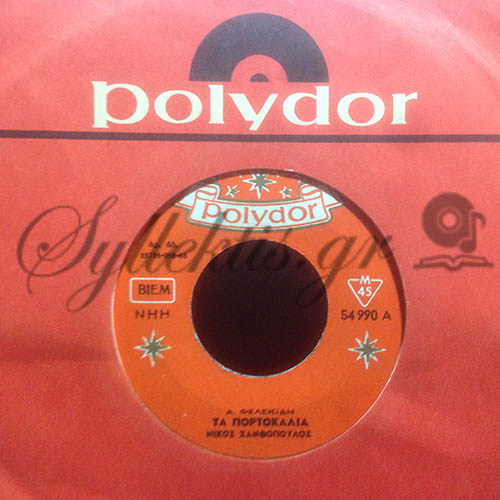 polydor
polydor
BIEM
NHH
M
45
54 990 A
Syllektis.gr
Δ. ΦΕΛΕΚΙΔΗ
ΤΑ ΠΟΡΤΟΚΑΛΙΑ
ΝΙΚΟΣ ΞΑΝΘΟΠΟΥΛΟΣ